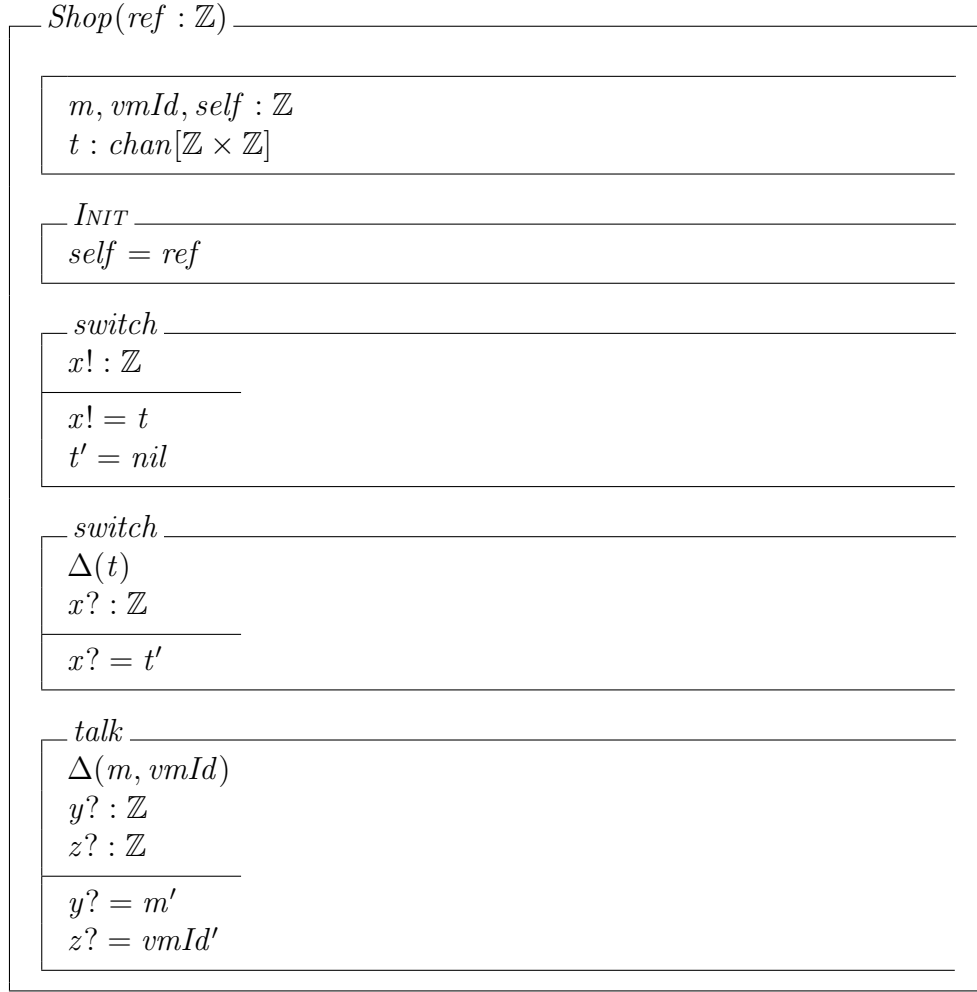 Shop(ref : ℤ)
m, vmId, self : ℤ
t : chan[ℤ × ℤ]
INIT
self = ref
switch
x! : ℤ
x! = t
t′ = nil
switch
Δ(t)
x? : ℤ
x? = t′
talk
Δ(m, vmId)
y? : ℤ
z? : ℤ
y? = m′
z? = vmId′